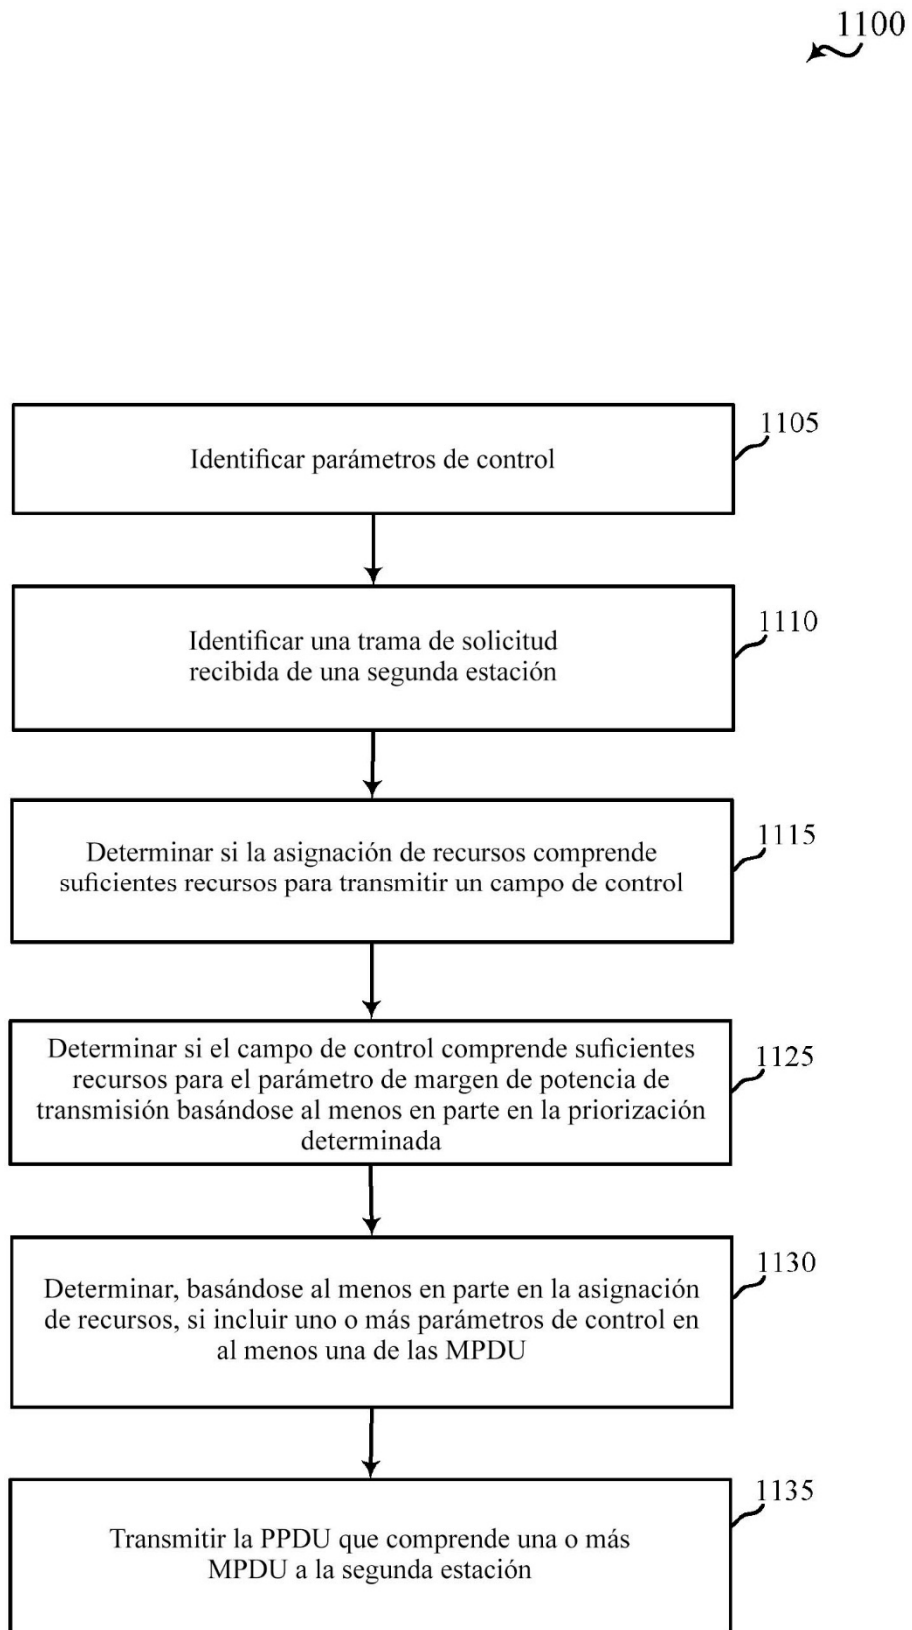 1100
Identificar parámetros de control
1105
Identificar una trama de solicitud
recibida de una segunda estación
1110
Determinar si la asignación de recursos comprende
suficientes recursos para transmitir un campo de control
1115
Determinar si el campo de control comprende suficientes
recursos para el parámetro de margen de potencia de
transmisión basándose al menos en parte en la priorización
determinada
1125
Determinar, basándose al menos en parte en la asignación
de recursos, si incluir uno o más parámetros de control en
al menos una de las MPDU
1130
Transmitir la PPDU que comprende una o más
MPDU a la segunda estación
1135